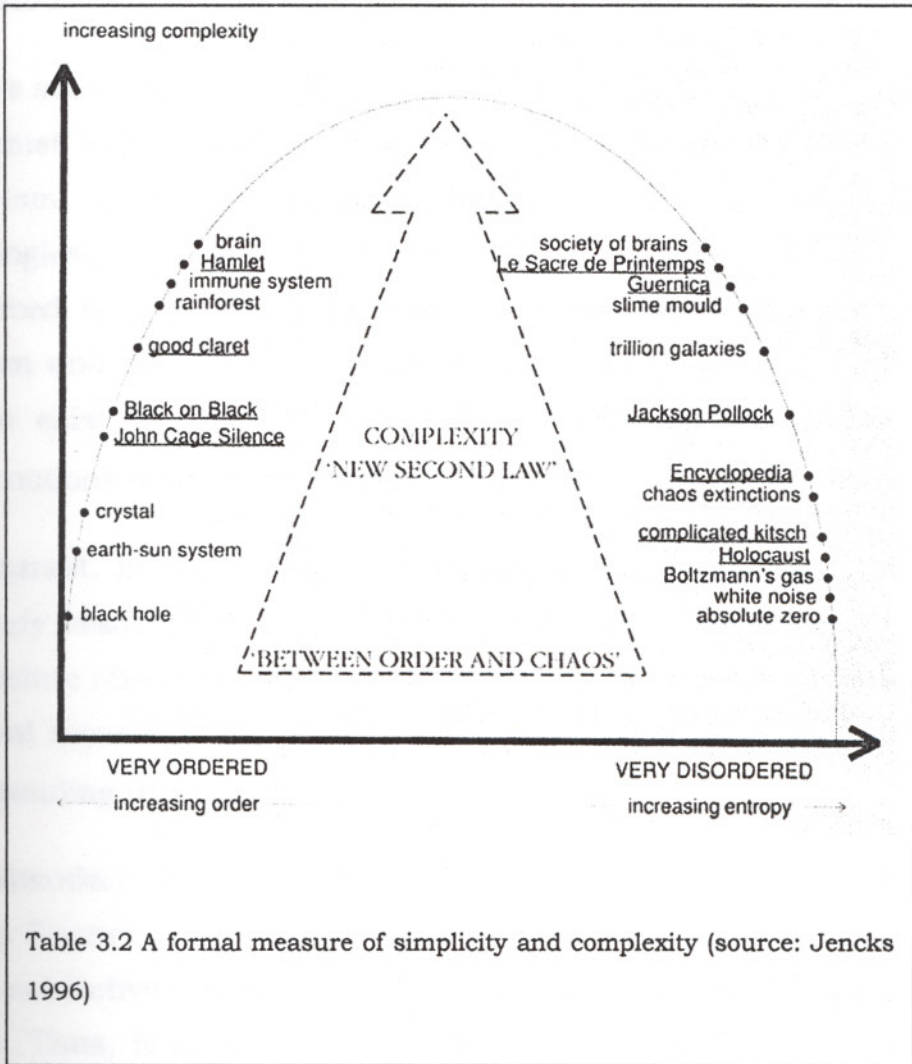 increasing complexity
brain
Hamlet
immune system
rainforest
good claret
Black on Black
John Cage Silence
crystal
earth-sun system
black hole
society of brains
Le Sacre de Printemps
Guernica
slime mould
trillion galaxies
Jackson Pollock
Encyclopedia
chaos extinctions
complicated kitsch
Holocaust
Boltzmann's gas
white noise
absolute zero
COMPLEXITY
'NEW SECOND LAW'
'BETWEEN ORDER AND CHAOS'
VERY ORDERED
increasing order
VERY DISORDERED
increasing entropy
Table 3.2 A formal measure of simplicity and complexity (source: Jencks
1996)